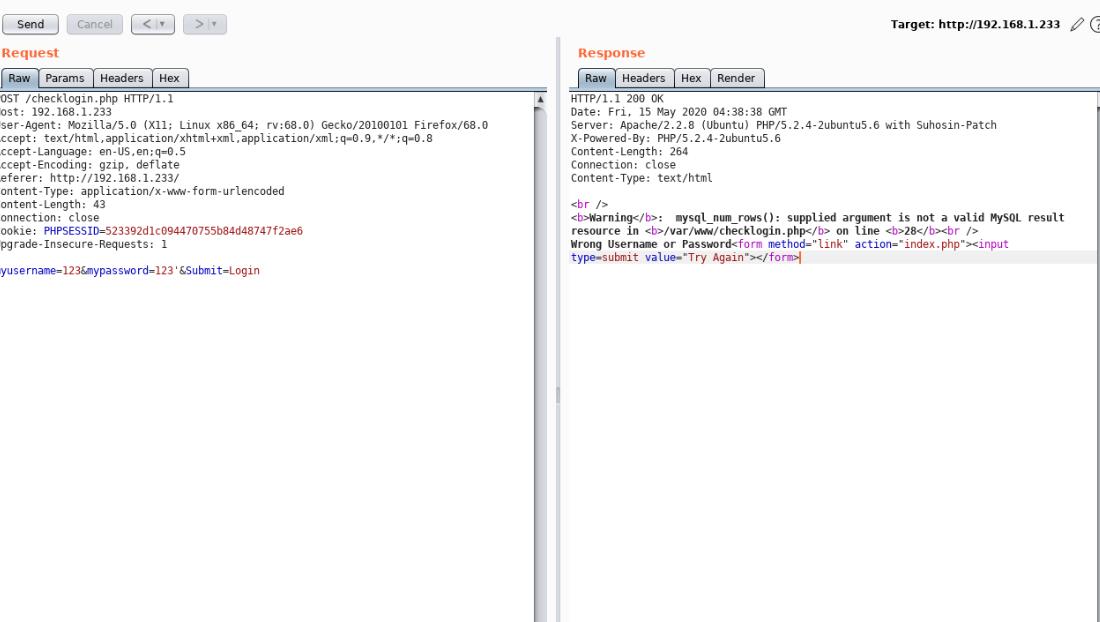 Send Cancel < > Target: http://192.168.1.233
Request
Raw Params Headers Hex
OST /checklogin.php HTTP/1.1
ost: 192.168.1.233
ser-Agent: Mozilla/5.0 (X11; Linux x86_64; rv:68.0) Gecko/20100101 Firefox/68.0
ccept: text/html,application/xhtml+xml,application/xml;q=0.9,*/*;q=0.8
ccept-Language: en-US,en;q=0.5
ccept-Encoding: gzip, deflate
eferer: http://192.168.1.233/
ontent-Type: application/x-www-form-urlencoded
ontent-Length: 43
onnection: close
ookie: PHPSESSID=523392d1c094470755b84d48747f2ae6
pgrade-Insecure-Requests: 1
yusername=123&mypassword=123'&Submit=Login
Response
Raw Headers Hex Render
HTTP/1.1 200 OK
Date: Fri, 15 May 2020 04:38:38 GMT
Server: Apache/2.2.8 (Ubuntu) PHP/5.2.4-2ubuntu5.6 with Suhosin-Patch
X-Powered-By: PHP/5.2.4-2ubuntu5.6
Content-Length: 264
Connection: close
Content-Type: text/html
<br />
<b>Warning</b>:  mysql_num_rows(): supplied argument is not a valid MySQL result
resource in <b>/var/www/checklogin.php</b> on line <b>28</b><br />
Wrong Username or Password<form method="link" action="index.php"><input
type=submit value="Try Again"></form>